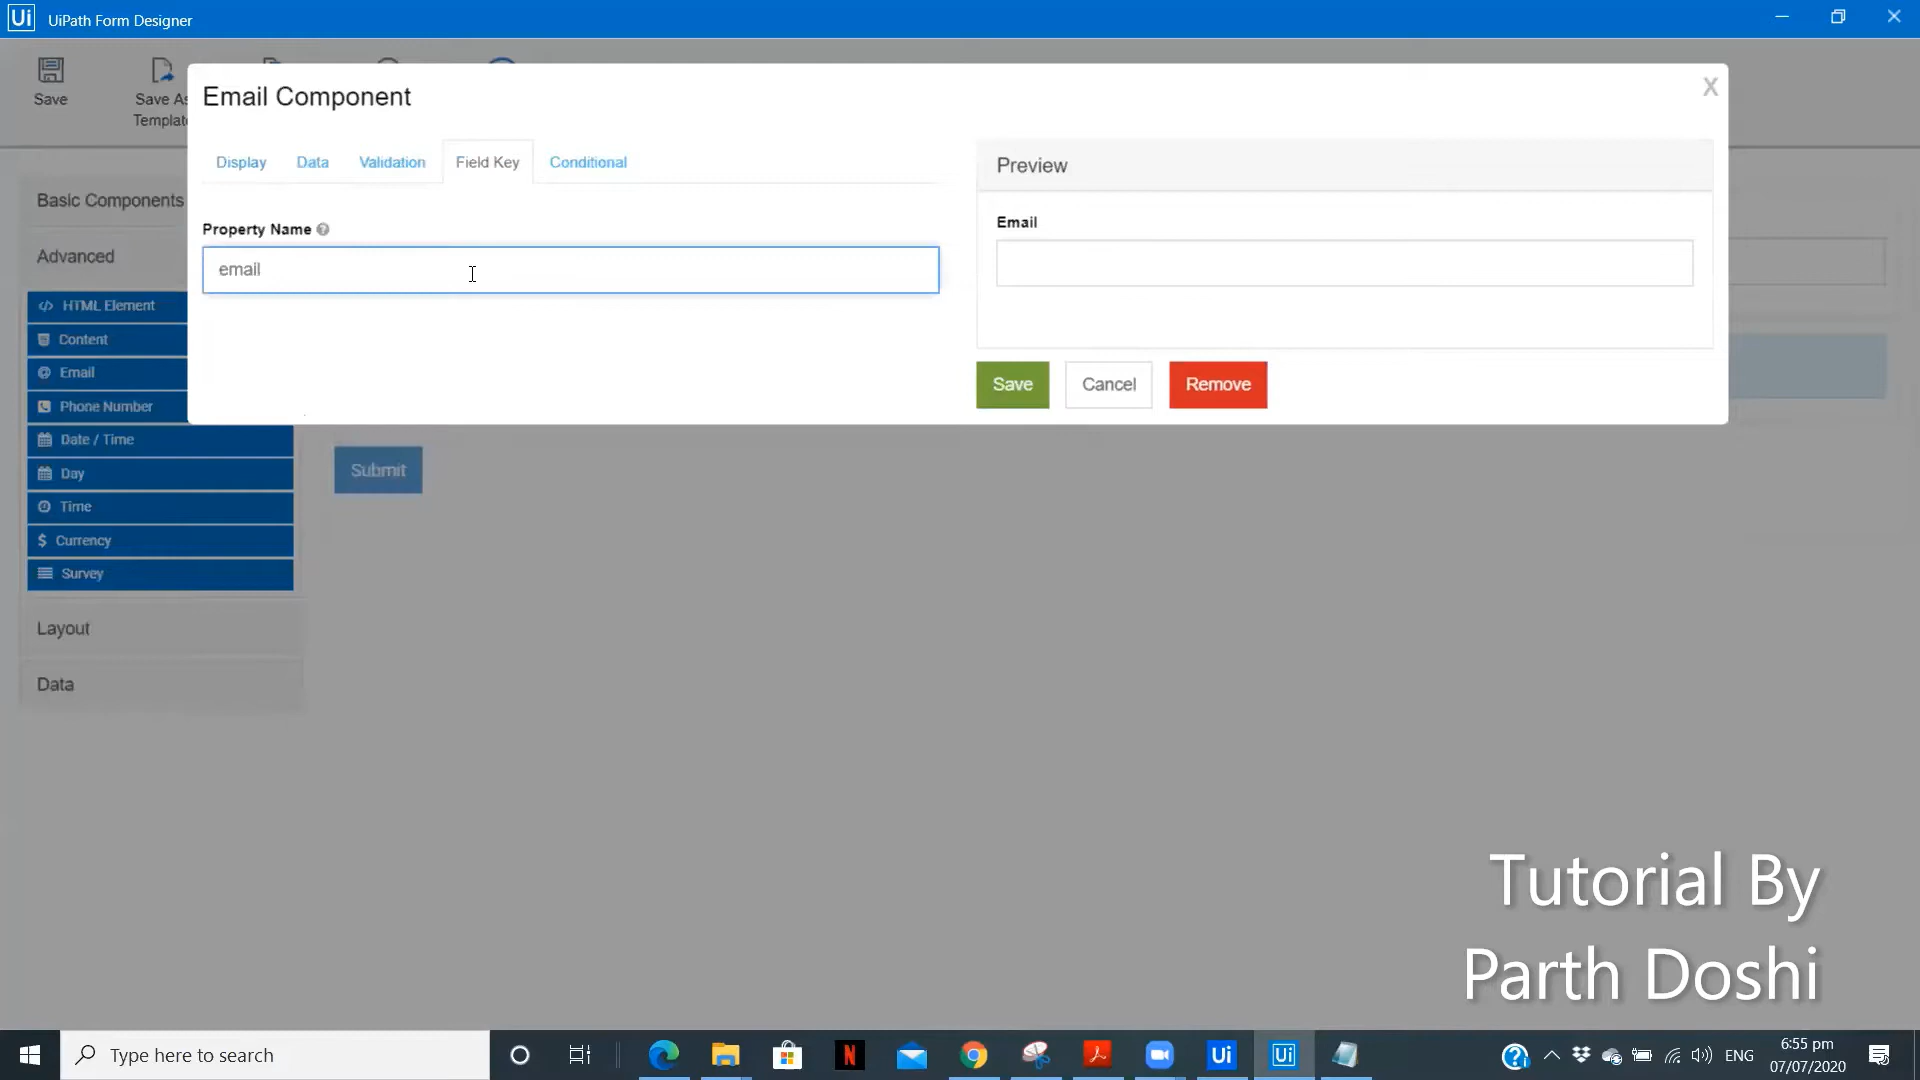 Ui UiPath Form Designer
Save
Save As
Template
Email Component
X
Display Data Validation Field Key Conditional
Property Name
email
Preview
Email
Save Cancel Remove
Basic Components
Advanced
HTML Element
Content
Email
Phone Number
Date / Time
Day
Time
Currency
Survey
Layout
Data
Submit
Tutorial By
Parth Doshi
Type here to search
ENG
6:55 pm
07/07/2020